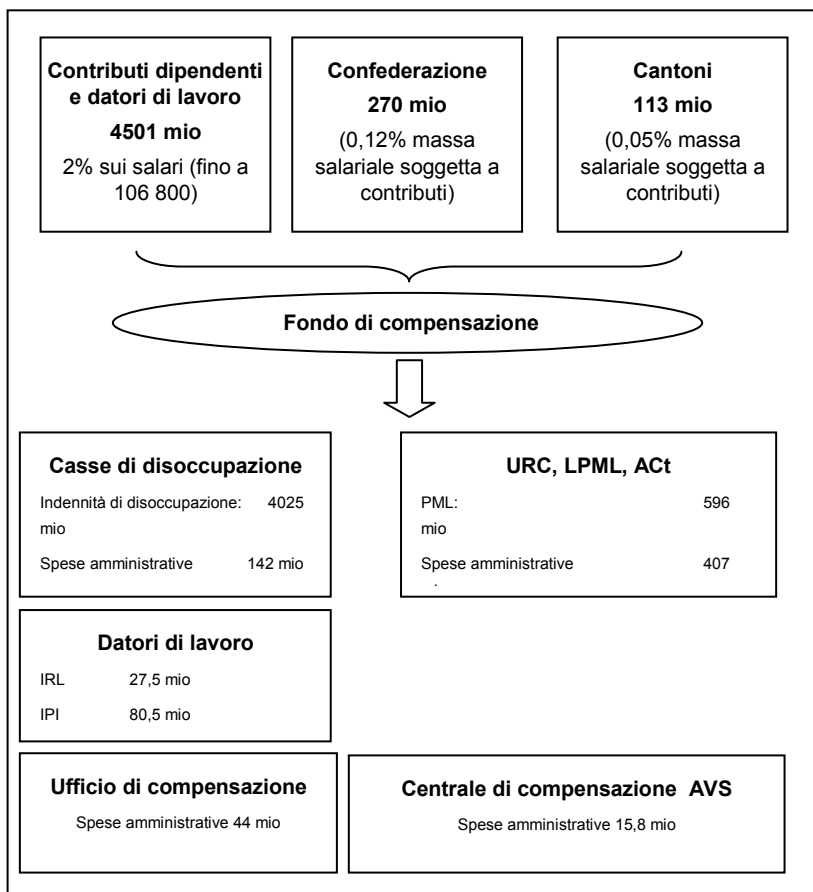 Contributi dipendenti
e datori di lavoro
4501 mio
2% sui salari (fino a
106 800)
Confederazione
270 mio
(0,12% massa
salariale soggetta a
contributi)
Cantoni
113 mio
(0,05% massa
salariale soggetta a
contributi)
Fondo di compensazione
Casse di disoccupazione
Indennità di disoccupazione: 4025
mio
Spese amministrative 142 mio
URC, LPML, ACt
PML: 596
mio
Spese amministrative 407
Datori di lavoro
IRL 27,5 mio
IPI 80,5 mio
Ufficio di compensazione
Spese amministrative 44 mio
Centrale di compensazione AVS
Spese amministrative 15,8 mio